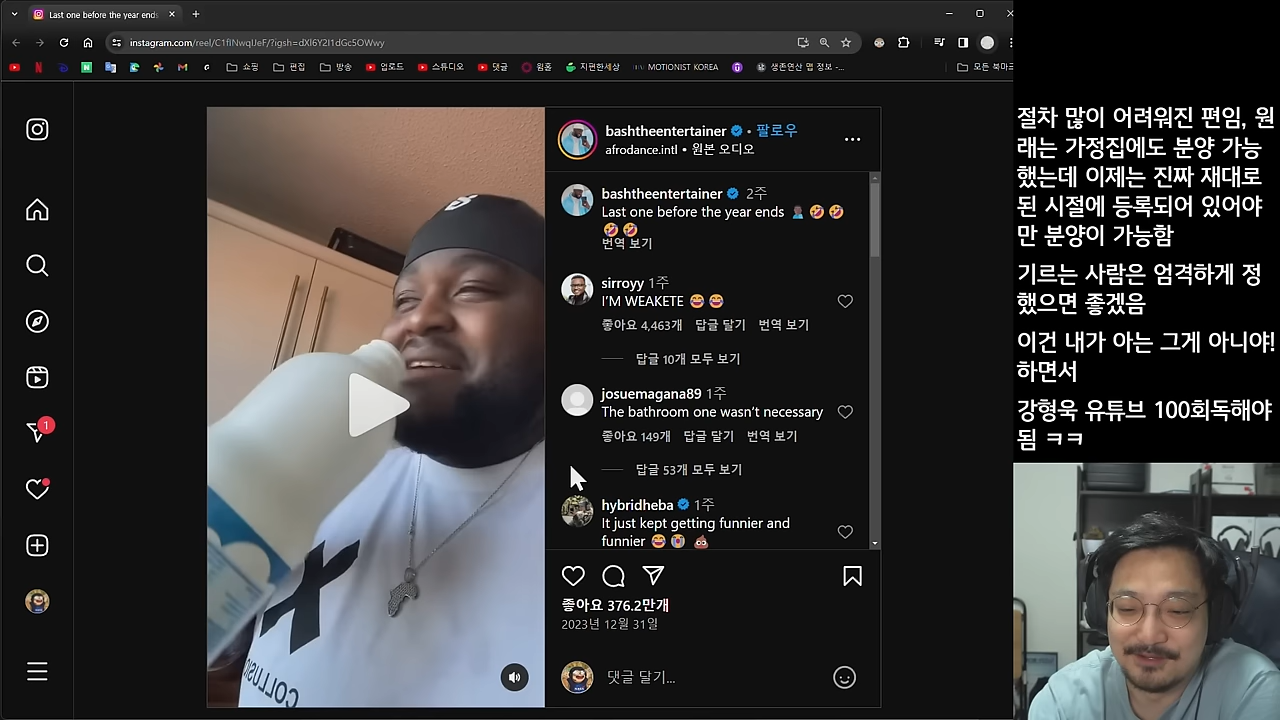 Last one before the year ends
instagram.com/reel/C1fiNwqUeF/?igsh=dXl6Y2I1dGc5OWwy
쇼핑
편집
방송
업로드
스튜디오
댓글
원홈
지편한세상
MOTIONIST KOREA
생존연산 맵 정보 -...
모든 북마크
bashtheentertainer • 팔로우
afrodance.intl • 원본 오디오
bashtheentertainer 2주
Last one before the year ends 🤣 🤣
🤣 🤣
번역 보기
sirroyy 1주
I'M WEAKETE 😂 😂
좋아요 4,463개 답글 달기 번역 보기
답글 10개 모두 보기
josuemagana89 1주
The bathroom one wasn't necessary
좋아요 149개 답글 달기 번역 보기
답글 53개 모두 보기
hybridheba 1주
It just kept getting funnier and
funnier 😂 😭 💩
좋아요 376.2만개
2023년 12월 31일
댓글 달기...
1
COLLUSI
절차 많이 어려워진 편임, 원
래는 가정집에도 분양 가능
했는데 이제는 진짜 재대로
된 시절에 등록되어 있어야
만 분양이 가능함
기르는 사람은 엄격하게 정
했으면 좋겠음
이건 내가 아는 그게 아니야!
하면서
강형욱 유튜브 100회독해야
됨 ㅋㅋ